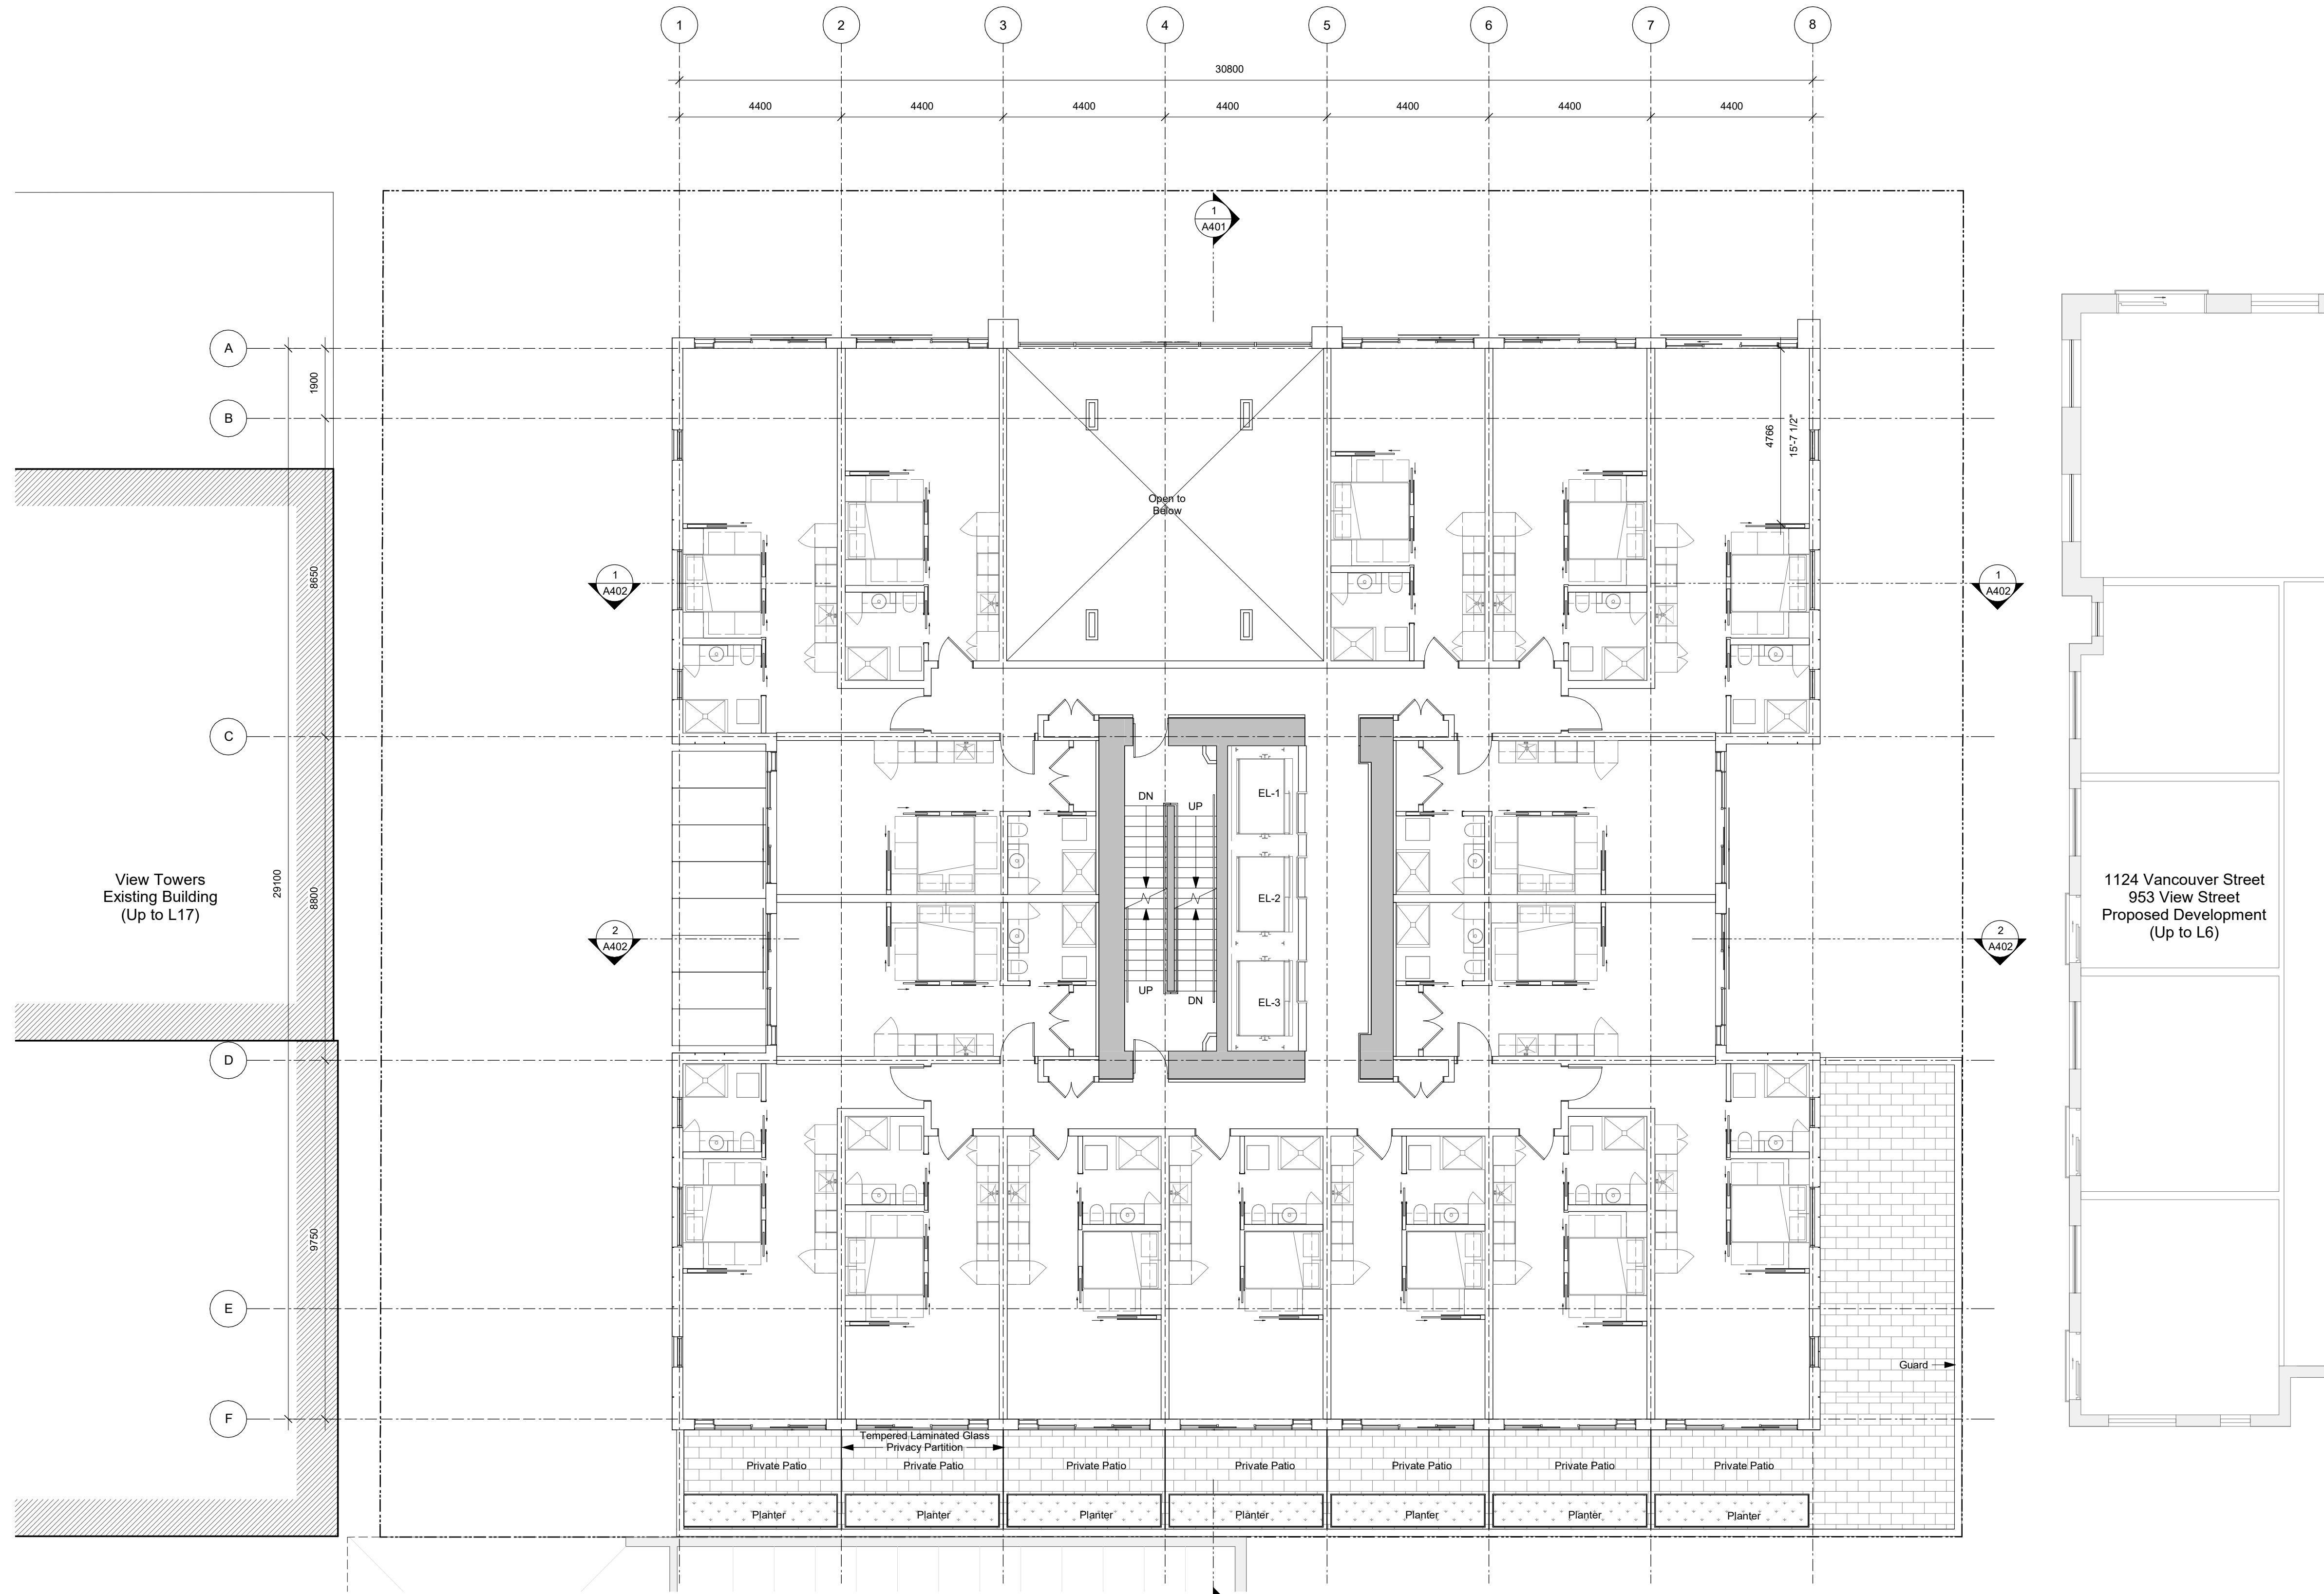 1 2 3 4 5 6 7 8
30800
4400 4400 4400 4400 4400 4400 4400
1
A401
A
1900
B
4766
15'-7 1/2"
Open to
Below
8650
1
A402
1
A402
C
DN
UP
EL-1
View Towers
Existing Building
(Up to L17)
29100
8800
EL-2
1124 Vancouver Street
953 View Street
Proposed Development
(Up to L6)
2
A402
2
A402
UP
DN
EL-3
D
9750
E
Guard
F
Tempered Laminated Glass
Privacy Partition
Private Patio Private Patio Private Patio Private Patio Private Patio Private Patio Private Patio
Planter Planter Planter Planter Planter Planter Planter